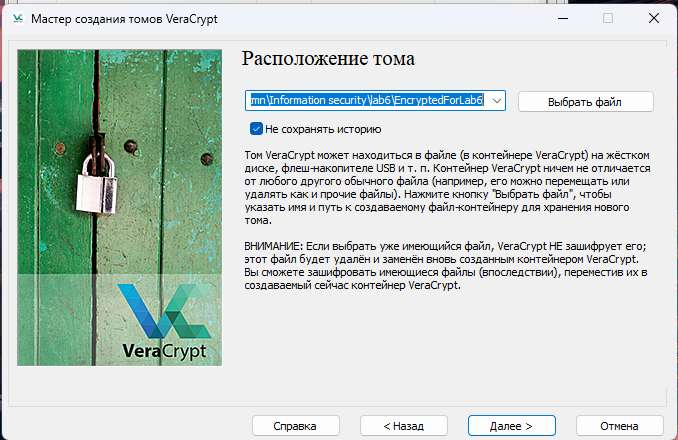 Мастер создания томов VeraCrypt
Расположение тома
mn\Information security\lab6\EncryptedForLab6
Выбрать файл
Не сохранять историю
Том VeraCrypt может находиться в файле (в контейнере VeraCrypt) на жёстком
диске, флеш-накопителе USB и т. п. Контейнер VeraCrypt ничем не отличается
от любого другого обычного файла (например, его можно перемещать или
удалять как и прочие файлы). Нажмите кнопку "Выбрать файл", чтобы
указать имя и путь к создаваемому файл-контейнеру для хранения нового
тома.
ВНИМАНИЕ: Если выбрать уже имеющийся файл, VeraCrypt НЕ зашифрует его;
этот файл будет удалён и заменён вновь созданным контейнером VeraCrypt.
Вы сможете зашифровать имеющиеся файлы (впоследствии), переместив их в
создаваемый сейчас контейнер VeraCrypt.
VeraCrypt
Справка
< Назад
Далее >
Отмена